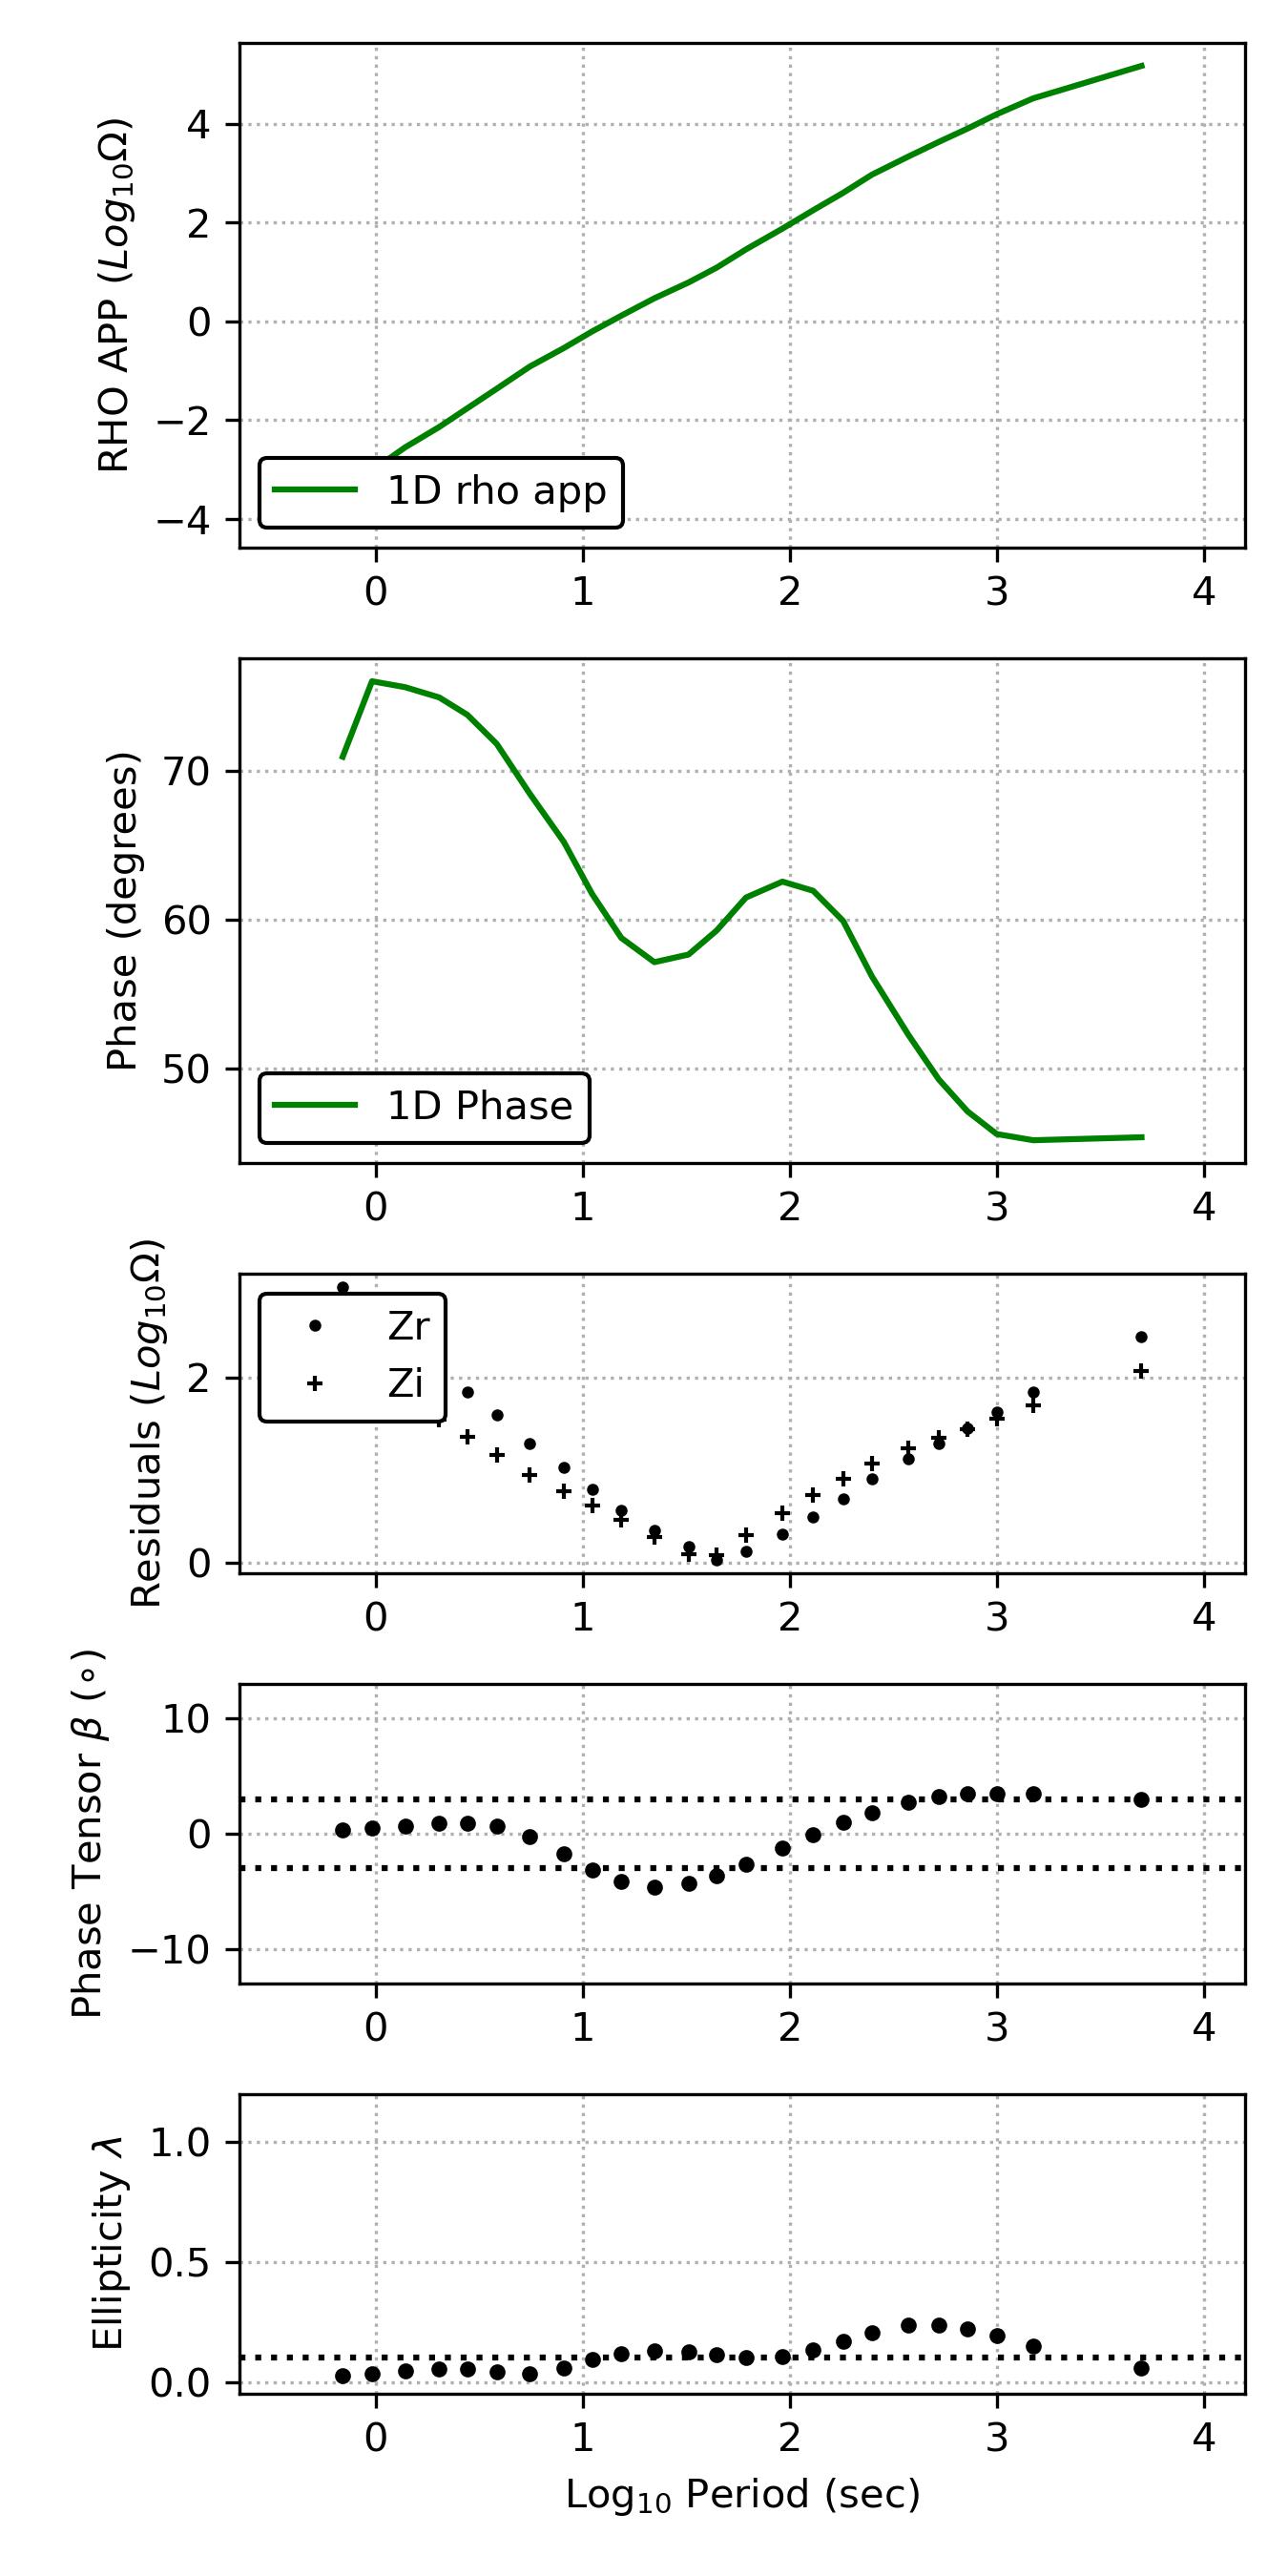 RHO APP (Log₁₀Ω)
4
2
0
−2
−4
1D rho app
0 1 2 3 4
Phase (degrees)
70
60
50
1D Phase
0 1 2 3 4
Residuals (Log₁₀Ω)
2
0
Zr
Zi
0 1 2 3 4
Phase Tensor β (∘)
10
0
−10
0 1 2 3 4
Ellipticity λ
1.0
0.5
0.0
0 1 2 3 4
Log₁₀ Period (sec)